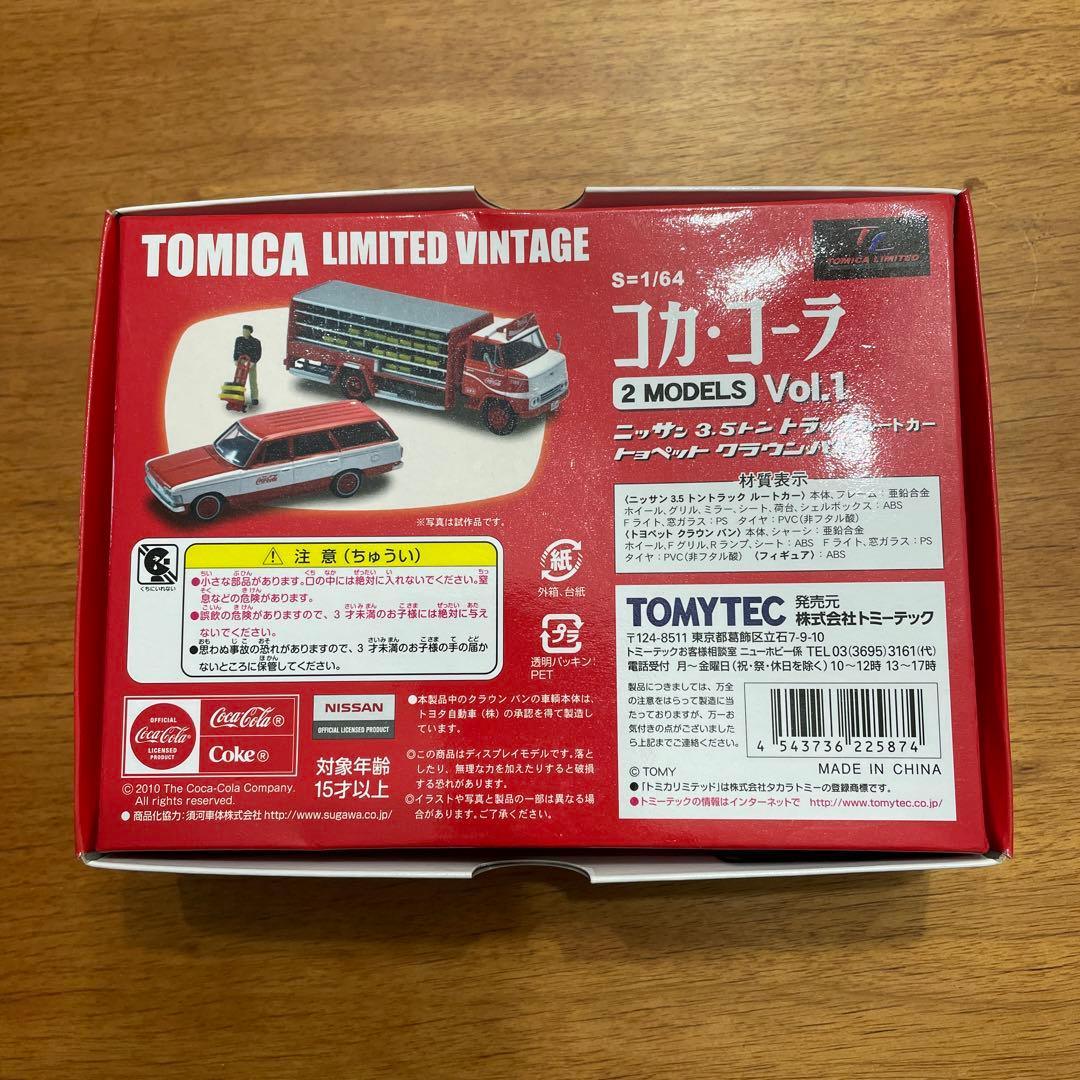 TOMICA LIMITED VINTAGE
TOMICA LIMITED
S=1/64
コカ・コーラ
2 MODELS Vol.1
ニッサン 3.5トン トラック ルートカー
トヨペット クラウン バン
※写真は試作品です。
材質表示
〈ニッサン 3.5 トントラック ルートカー〉本体、フレーム:亜鉛合金
ホイール、グリル、ミラー、シート、荷台、シェルボックス:ABS
Fライト、窓ガラス:PS タイヤ:PVC(非フタル酸)
〈トヨペット クラウン バン〉本体、シャーシ:亜鉛合金
ホイール、Fグリル、Rランプ、シート:ABS Fライト、窓ガラス:PS
タイヤ:PVC(非フタル酸) 〈フィギュア〉:ABS
くちにいれない
注 意 (ちゅうい)
●小さな部品があります。口の中には絶対に入れないでください。窒
息などの危険があります。
●誤飲の危険がありますので、3 才未満のお子様には絶対に与え
ないでください。
●思わぬ事故の恐れがありますので、3 才未満のお子様の手の届か
ないところに保管してください。
紙
外箱、台紙
プラ
透明パッキン:
PET
TOMYTEC 発売元 株式会社トミーテック
〒124-8511 東京都葛飾区立石7-9-10
トミーテックお客様相談室 ニューホビー係 TEL 03(3695)3161(代)
電話受付 月~金曜日(祝・祭・休日を除く) 10~12時 13~17時
製品につきましては、万全
の注意をはらって製造に当
たっておりますが、万一お
気付きの点がございました
ら上記までご連絡ください。
4 543736 225874
MADE IN CHINA
© TOMY
●「トミカリミテッド」は株式会社タカラトミーの登録商標です。
●トミーテックの情報はインターネットで http://www.tomytec.co.jp/
OFFICIAL
Coca-Cola
LICENSED
PRODUCT
Coca-Cola®
Coke®
NISSAN
OFFICIAL LICENSED PRODUCT
対象年齢
15才以上
●本製品中のクラウン バンの車輌本体は、
トヨタ自動車(株)の承認を得て製造し
ています。
◎この商品はディスプレイモデルです。落と
したり、無理な力を加えたりすると破損
する恐れがあります。
◎イラストや写真と製品の一部は異なる場
合があります。ご了承ください。
© 2010 The Coca-Cola Company.
All rights reserved.
●商品化協力:須河車体株式会社 http://www.sugawa.co.jp/